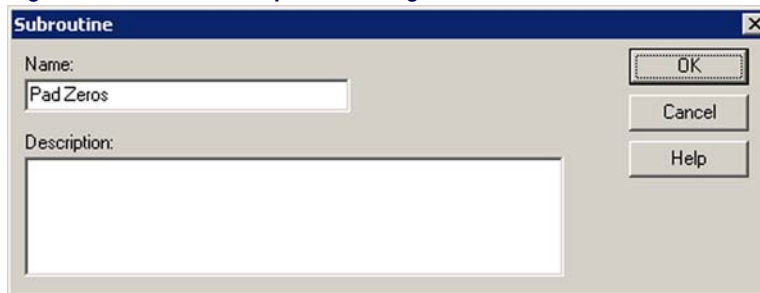 Subroutine
Name:
Pad Zeros
Description:
OK
Cancel
Help